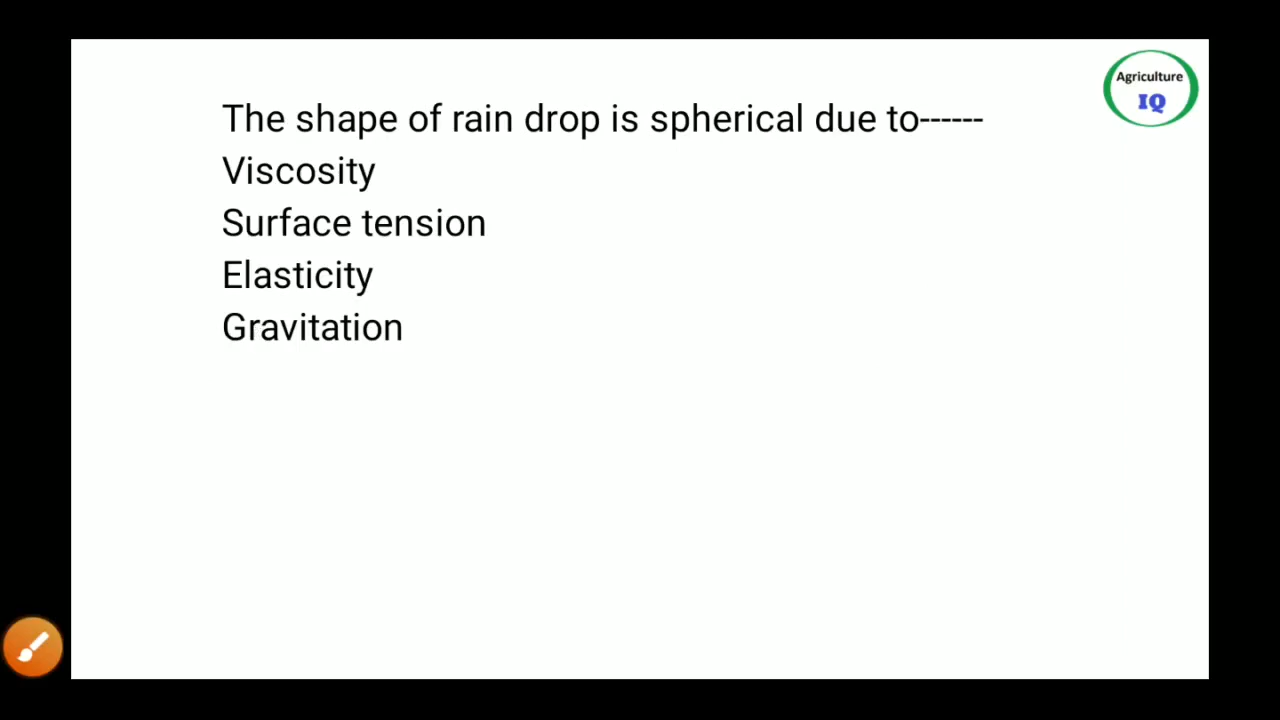 Agriculture
IQ
The shape of rain drop is spherical due to------
Viscosity
Surface tension
Elasticity
Gravitation